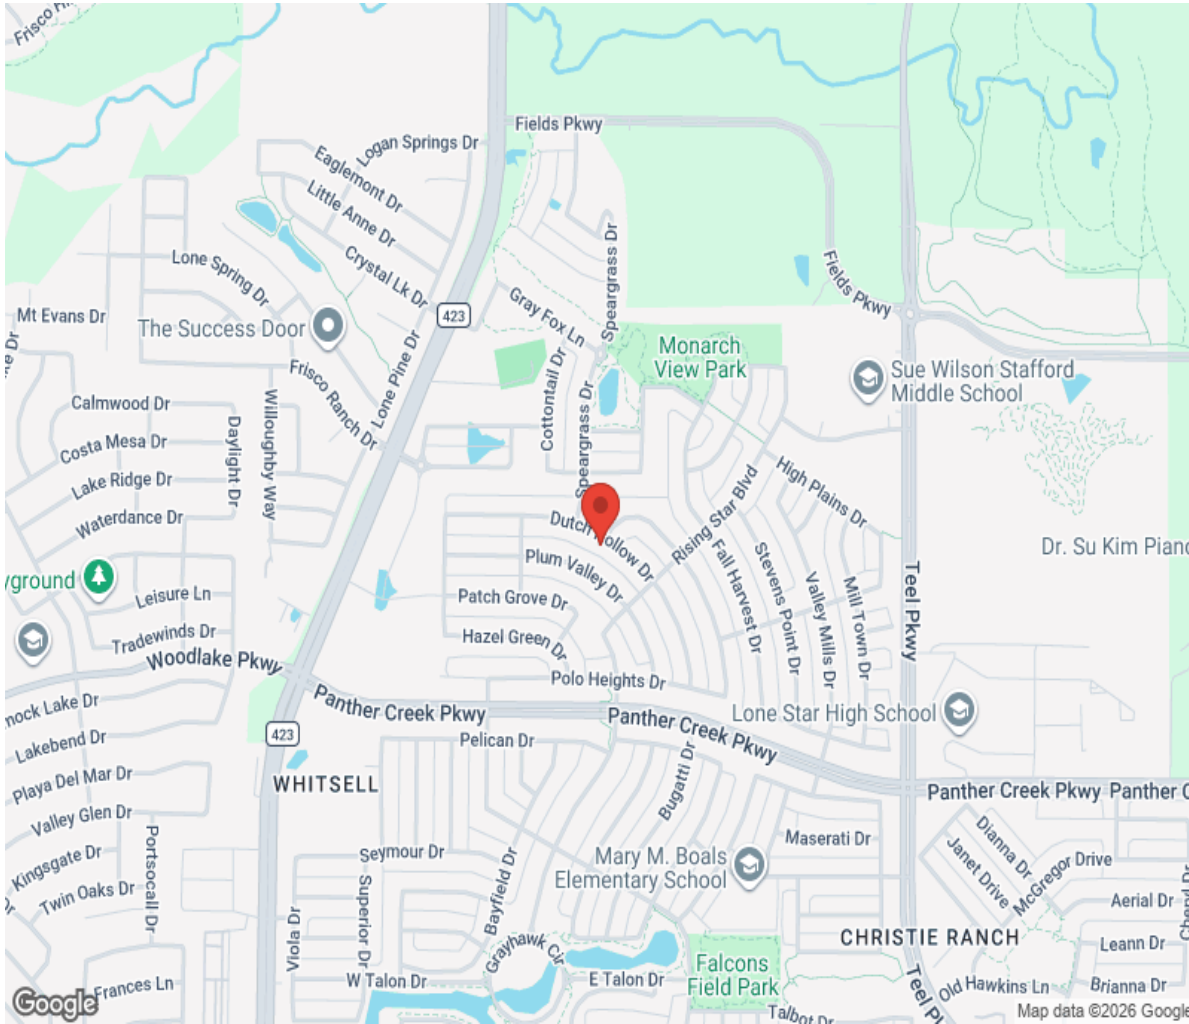 Frisco Hi
Fields Pkwy
Logan Springs Dr
Eaglemont Dr
Little Anne Dr
Crystal Lk Dr
Lone Spring Dr
Speargrass Dr
Gray Fox Ln
Fields Pkwy
Mt Evans Dr
The Success Door
423
Lone Pine Dr
Monarch
View Park
Sue Wilson Stafford
Middle School
Frisco Ranch Dr
Cottontail Dr
Speargrass Dr
ke Dr
Calmwood Dr
Costa Mesa Dr
Daylight Dr
Willoughby Way
Lake Ridge Dr
Waterdance Dr
High Plains Dr
Rising Star Blvd
Dutch Hollow Dr
Plum Valley Dr
Dr. Su Kim Piano
yground
Leisure Ln
Patch Grove Dr
Fall Harvest Dr
Stevens Point Dr
Valley Mills Dr
Mill Town Dr
Teel Pkwy
Tradewinds Dr
Hazel Green Dr
Woodlake Pkwy
Polo Heights Dr
Panther Creek Pkwy
Panther Creek Pkwy
Lone Star High School
mock Lake Dr
423
Lakebend Dr
Pelican Dr
Playa Del Mar Dr
WHITSELL
Bugatti Dr
Panther Creek Pkwy
Panther C
Valley Glen Dr
Portsocall Dr
Kingsgate Dr
Seymour Dr
Maserati Dr
Dianna Dr
Janet Drive
McGregor Drive
Mary M. Boals
Elementary School
Twin Oaks Dr
Dr
Superior Dr
Viola Dr
Bayfield Dr
Aerial Dr
Cheryl Dr
Grayhawk Cir
CHRISTIE RANCH
Leann Dr
Frances Ln
W Talon Dr
E Talon Dr
Falcons
Field Park
Teel Pk
Old Hawkins Ln
Brianna Dr
Talbot Dr
Google
Map data ©2026 Google